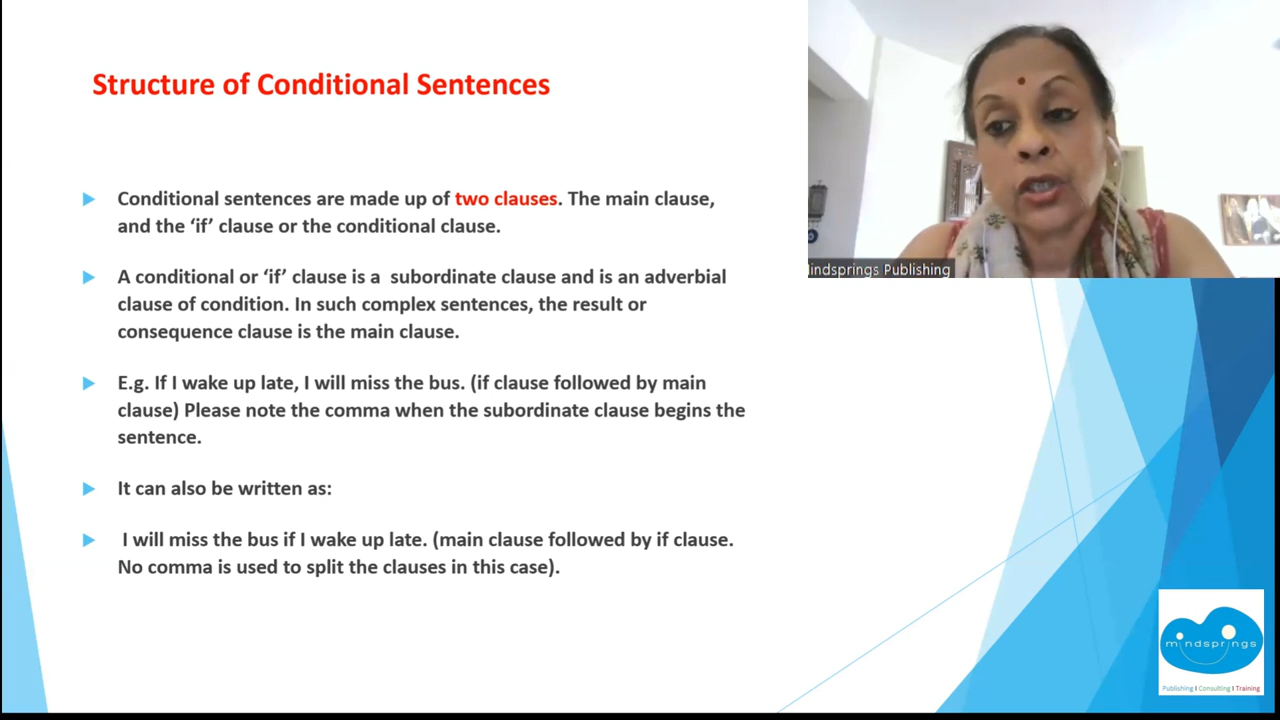 Structure of Conditional Sentences
Conditional sentences are made up of two clauses. The main clause,
and the ‘if’ clause or the conditional clause.
A conditional or ‘if’ clause is a  subordinate clause and is an adverbial
clause of condition. In such complex sentences, the result or
consequence clause is the main clause.
E.g. If I wake up late, I will miss the bus. (if clause followed by main
clause) Please note the comma when the subordinate clause begins the
sentence.
It can also be written as:
I will miss the bus if I wake up late. (main clause followed by if clause.
No comma is used to split the clauses in this case).
indsprings Publishing
mindsprings
Publishing I Consulting I Training